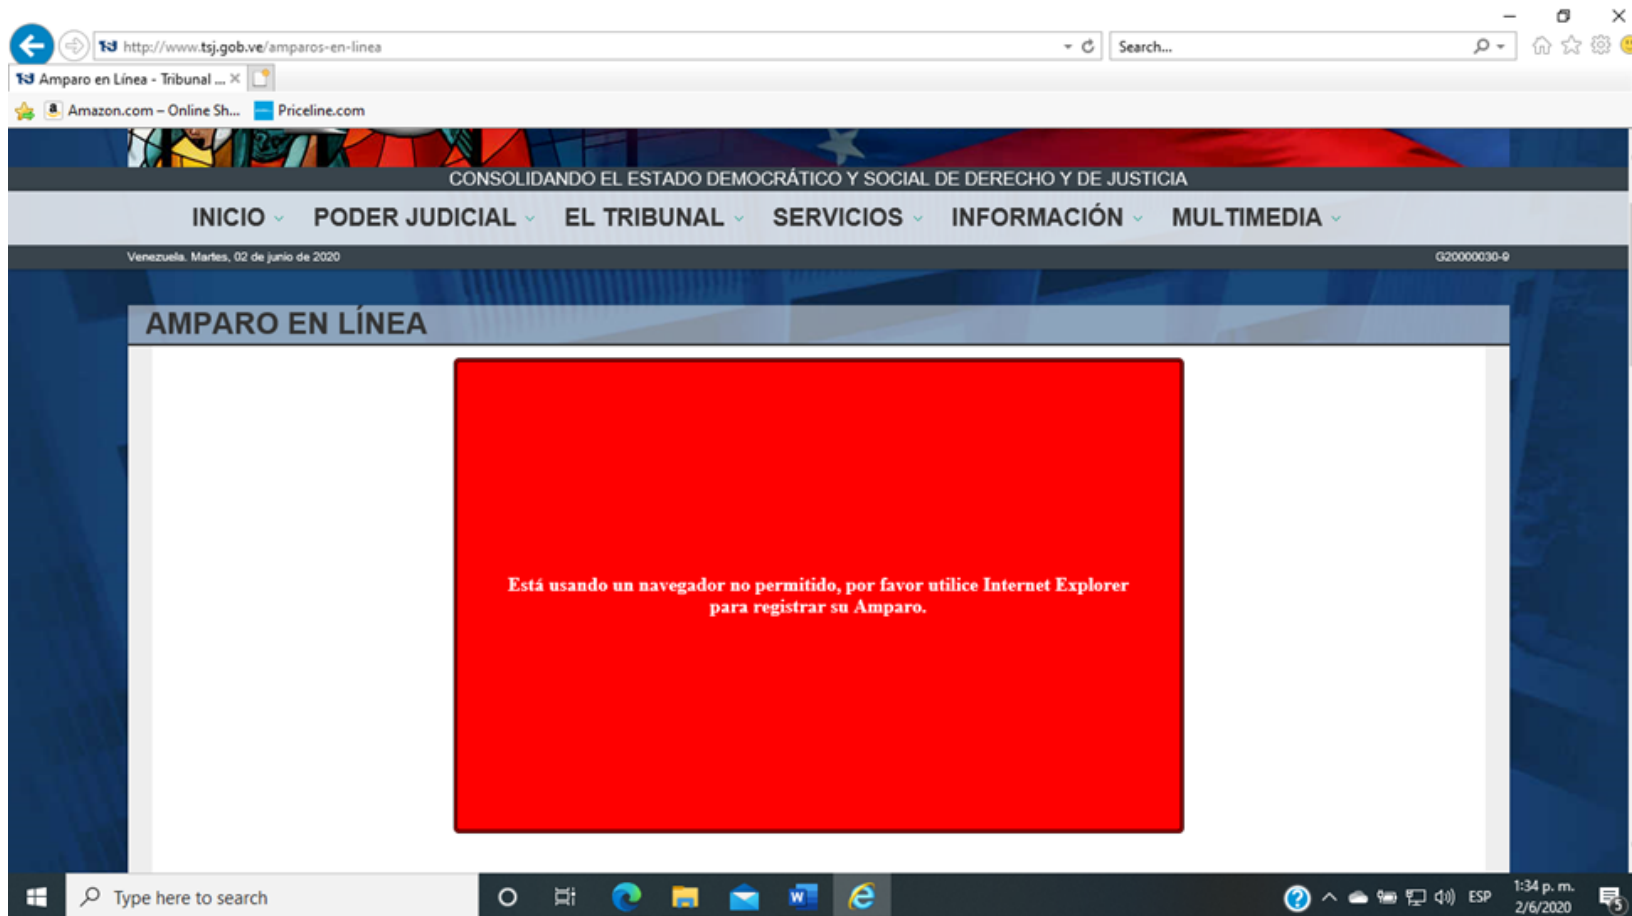 http://www.tsj.gob.ve/amparos-en-linea
Search...
Amparo en Línea - Tribunal ...
Amazon.com – Online Sh...
Priceline.com
CONSOLIDANDO EL ESTADO DEMOCRÁTICO Y SOCIAL DE DERECHO Y DE JUSTICIA
INICIO PODER JUDICIAL EL TRIBUNAL SERVICIOS INFORMACIÓN MULTIMEDIA
Venezuela. Martes, 02 de junio de 2020
G20000030-9
AMPARO EN LÍNEA
Está usando un navegador no permitido, por favor utilice Internet Explorer
para registrar su Amparo.
Type here to search
ESP
1:34 p. m.
2/6/2020
5